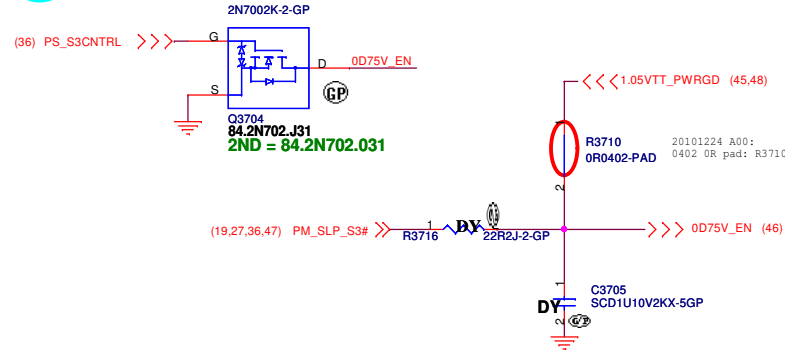 2N7002K-2-GP
(36) PS_S3CNTRL
G
D
0D75V_EN
S
GP
Q3704
84.2N702.J31
2ND = 84.2N702.031
1.05VTT_PWRGD (45,48)
1
R3710
0R0402-PAD
20101224 A00:
0402 0R pad: R3710
2
(19,27,36,47) PM_SLP_S3#
1
DY
R3716
22R2J-2-GP
0D75V_EN (46)
1
C3705
DY
SCD1U10V2KX-5GP
2